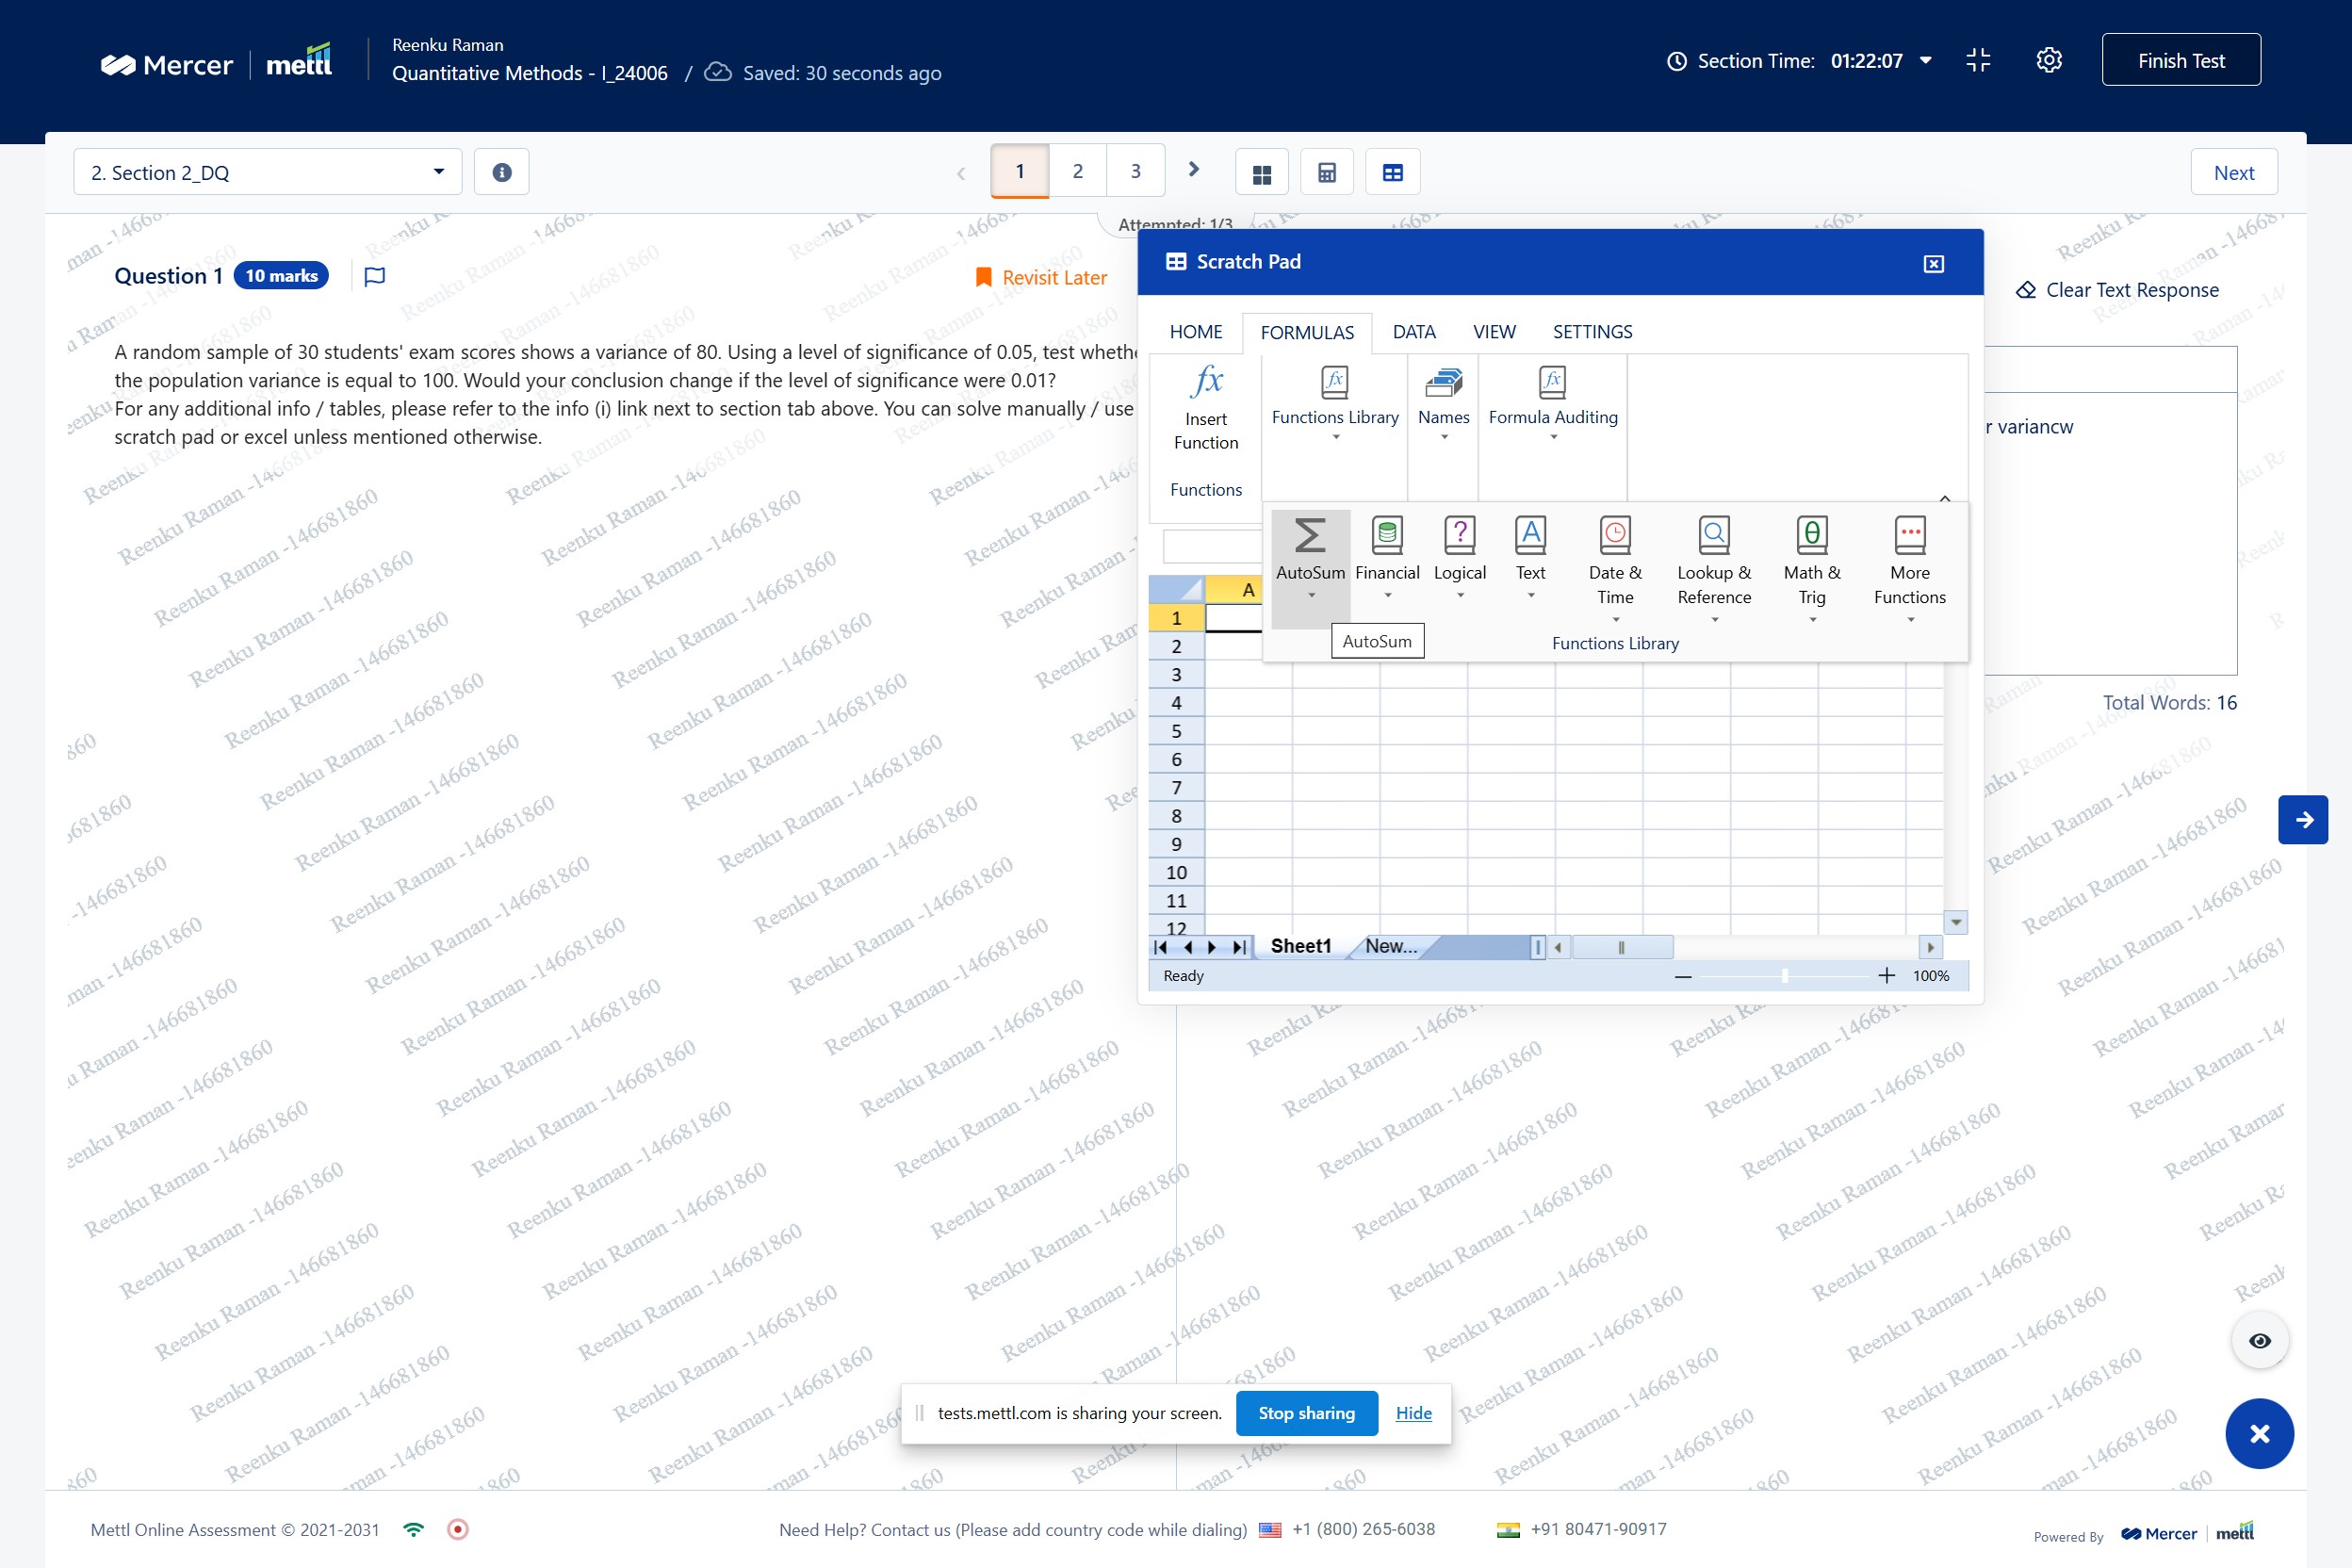 Mercer | mettl
Reenku Raman
Quantitative Methods - I_24006 / Saved: 30 seconds ago
Section Time: 01:22:07
Finish Test
2. Section 2_DQ
1 2 3
Next
Attempted: 1/3
Question 1 10 marks
Revisit Later
Clear Text Response
A random sample of 30 students' exam scores shows a variance of 80. Using a level of significance of 0.05, test
the population variance is equal to 100. Would your conclusion change if the level of significance were 0.01?
For any additional info / tables, please refer to the info (i) link next to section tab above. You can solve manually / use
scratch pad or excel unless mentioned otherwise.
Scratch Pad
HOME FORMULAS DATA VIEW SETTINGS
Insert Function
Functions Library
Names
Formula Auditing
Functions
AutoSum
Financial
Logical
Text
Date & Time
Lookup & Reference
Math & Trig
More Functions
AutoSum
Functions Library
A
1
2
3
4
5
6
7
8
9
10
11
12
Sheet1 New...
Ready
100%
r variancw
Total Words: 16
Reenku Raman -146681860
tests.mettl.com is sharing your screen. Stop sharing Hide
Mettl Online Assessment © 2021-2031
Need Help? Contact us (Please add country code while dialing) +1 (800) 265-6038 +91 80471-90917
Powered By Mercer | mettl